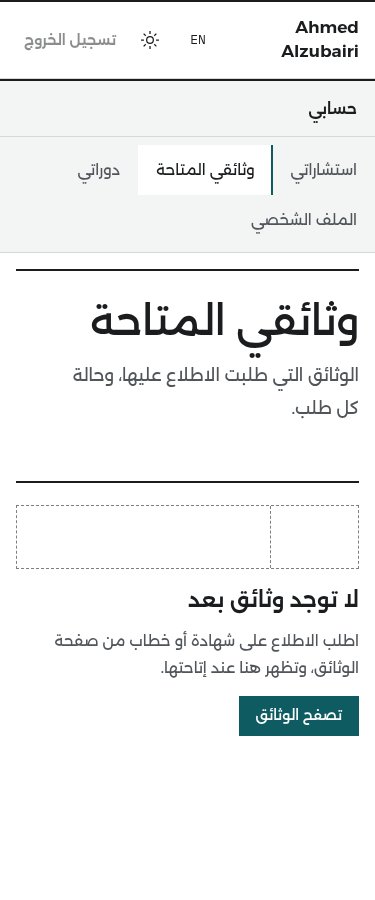 Ahmed
Alzubairi
EN
تسجيل الخروج
حسابي
استشاراتي
وثائقي المتاحة
دوراتي
الملف الشخصي
وثائقي المتاحة
الوثائق التي طلبت الاطلاع عليها، وحالة
كل طلب.
لا توجد وثائق بعد
اطلب الاطلاع على شهادة أو خطاب من صفحة
الوثائق، وتظهر هنا عند إتاحتها.
تصفح الوثائق